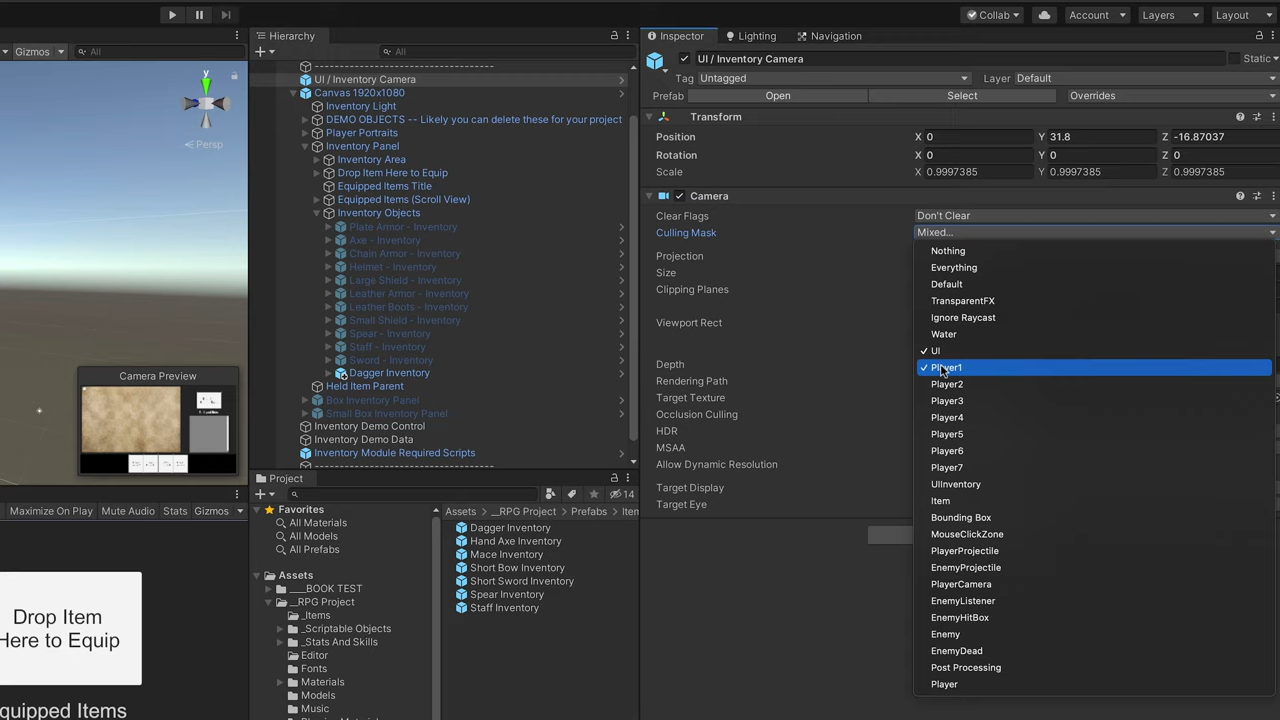 Collab
Account
Layers
Layout
Gizmos
All
y
Persp
Camera Preview
Maximize On Play
Mute Audio
Stats
Gizmos
Drop Item
Here to Equip
quipped Items
Hierarchy
All
--------------------------------------------
UI / Inventory Camera
Canvas 1920x1080
Inventory Light
DEMO OBJECTS -- Likely you can delete these for your project
Player Portraits
Inventory Panel
Inventory Area
Drop Item Here to Equip
Equipped Items Title
Equipped Items (Scroll View)
Inventory Objects
Plate Armor - Inventory
Axe - Inventory
Chain Armor - Inventory
Helmet - Inventory
Large Shield - Inventory
Leather Armor - Inventory
Leather Boots - Inventory
Small Shield - Inventory
Spear - Inventory
Staff - Inventory
Sword - Inventory
Dagger Inventory
Held Item Parent
Box Inventory Panel
Small Box Inventory Panel
Inventory Demo Control
Inventory Demo Data
Inventory Module Required Scripts
--------------------------------------------
Project
14
Favorites
All Materials
All Models
All Prefabs
Assets
___BOOK TEST
__RPG Project
_Items
_Scriptable Objects
_Stats And Skills
Editor
Fonts
Materials
Models
Music
Assets > __RPG Project > Prefabs > Iten
Dagger Inventory
Hand Axe Inventory
Mace Inventory
Short Bow Inventory
Short Sword Inventory
Spear Inventory
Staff Inventory
Inspector
Lighting
Navigation
UI / Inventory Camera
Static
Tag
Untagged
Layer
Default
Prefab
Open
Select
Overrides
Transform
Position
X
0
Y
31.8
Z
-16.87037
Rotation
X
0
Y
0
Z
0
Scale
X
0.9997385
Y
0.9997385
Z
0.9997385
Camera
Clear Flags
Don't Clear
Culling Mask
Mixed...
Projection
Size
Clipping Planes
Viewport Rect
Depth
Rendering Path
Target Texture
Occlusion Culling
HDR
MSAA
Allow Dynamic Resolution
Target Display
Target Eye
Nothing
Everything
Default
TransparentFX
Ignore Raycast
Water
UI
Player1
Player2
Player3
Player4
Player5
Player6
Player7
UIInventory
Item
Bounding Box
MouseClickZone
PlayerProjectile
EnemyProjectile
PlayerCamera
EnemyListener
EnemyHitBox
Enemy
EnemyDead
Post Processing
Player